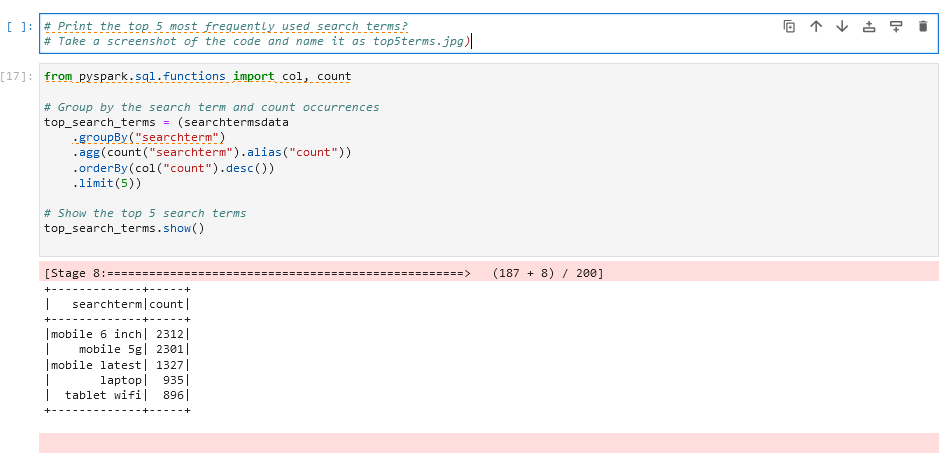 [ ]: # Print the top 5 most frequently used search terms?
# Take a screenshot of the code and name it as top5terms.jpg)
[17]: from pyspark.sql.functions import col, count
# Group by the search term and count occurrences
top_search_terms = (searchtermsdata
    .groupBy("searchterm")
    .agg(count("searchterm").alias("count"))
    .orderBy(col("count").desc())
    .limit(5))
# Show the top 5 search terms
top_search_terms.show()
[Stage 8:===================================================>   (187 + 8) / 200]
+-------------+-----+
|   searchterm|count|
+-------------+-----+
|mobile 6 inch| 2312|
|    mobile 5g| 2301|
|mobile latest| 1327|
|       laptop|  935|
|  tablet wifi|  896|
+-------------+-----+